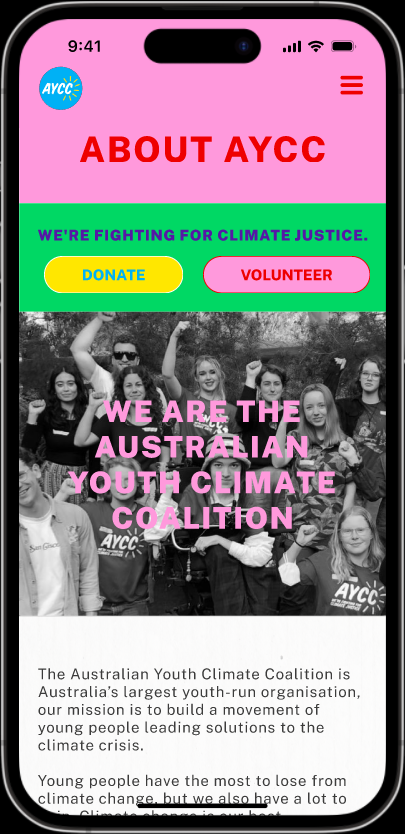 9:41
AYCC
ABOUT AYCC
WE'RE FIGHTING FOR CLIMATE JUSTICE.
DONATE VOLUNTEER
WE ARE THE
AUSTRALIAN
YOUTH CLIMATE
COALITION
AYCC
AYCC
The Australian Youth Climate Coalition is
Australia's largest youth-run organisation,
our mission is to build a movement of
young people leading solutions to the
climate crisis.
Young people have the most to lose from
climate change, but we also have a lot to
Climate change is our best